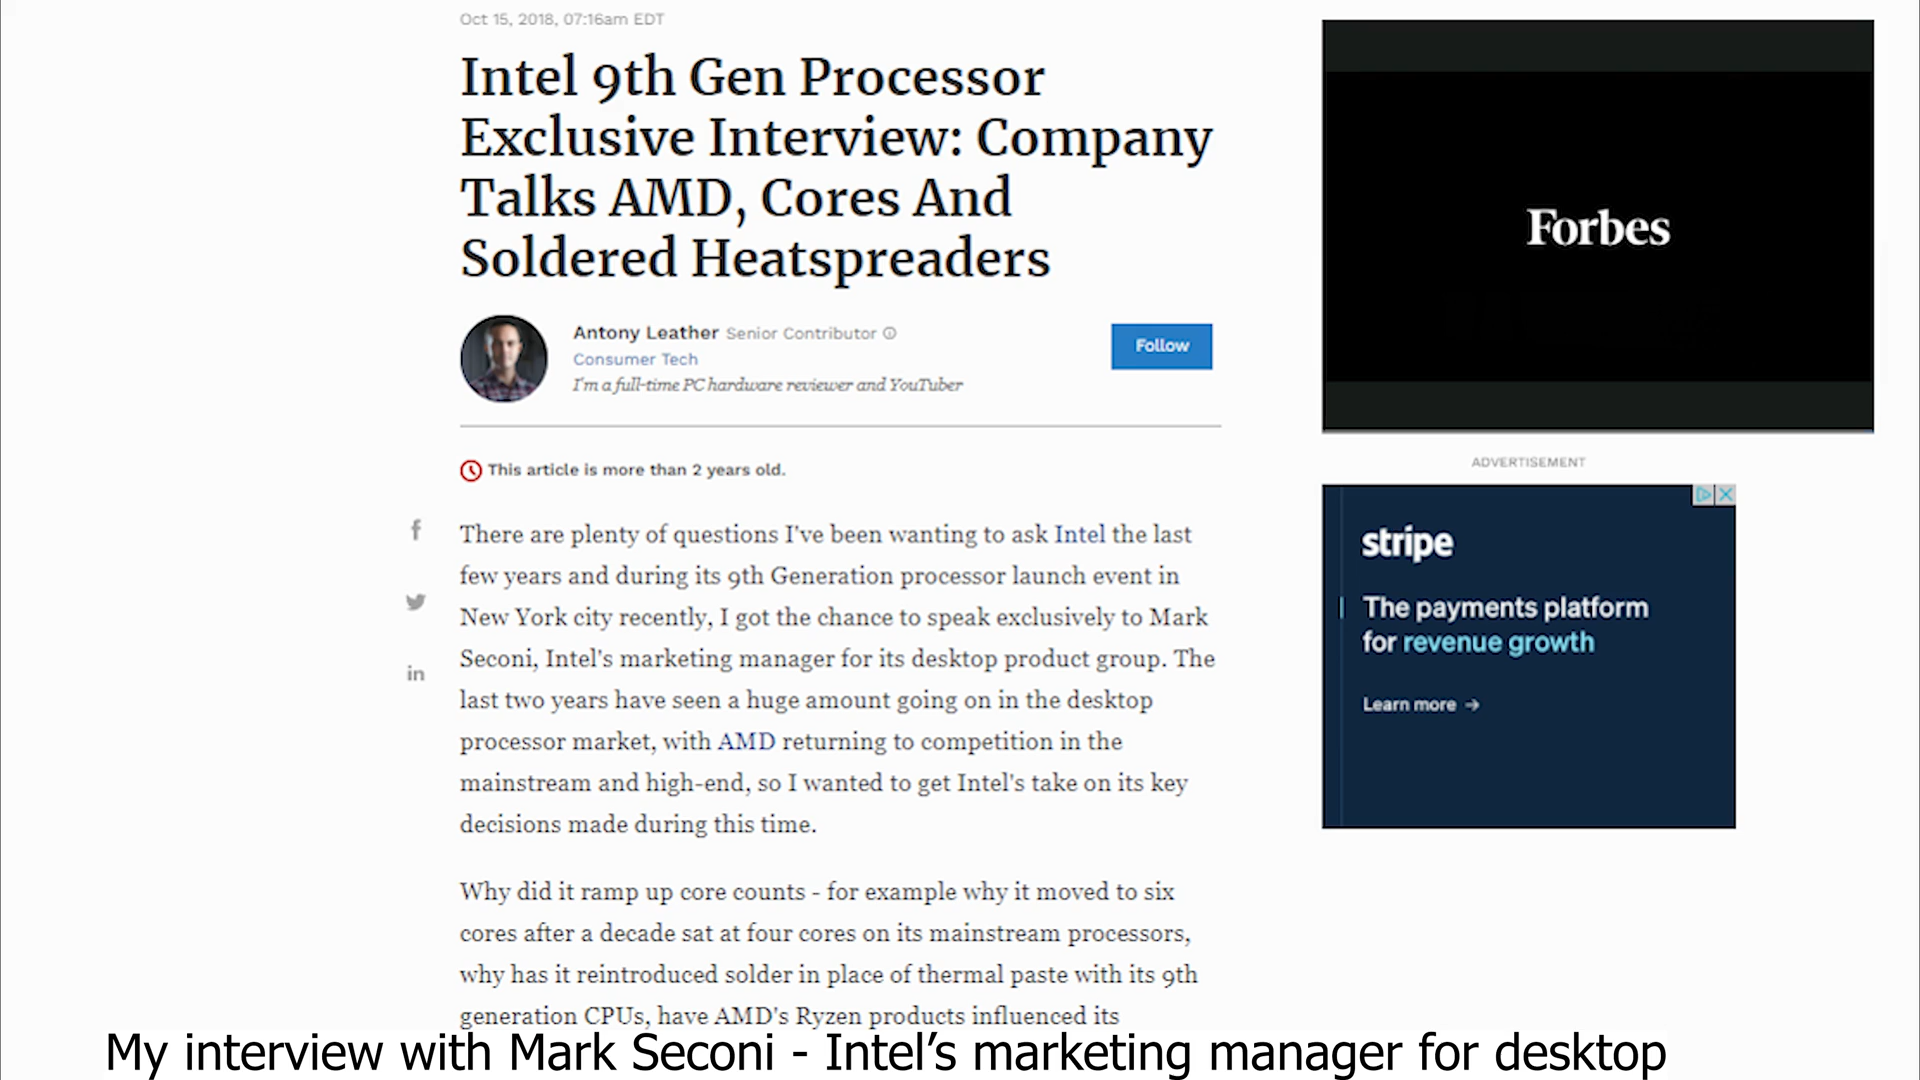 Oct 15, 2018, 07:16am EDT
Intel 9th Gen Processor
Exclusive Interview: Company
Talks AMD, Cores And
Soldered Heatspreaders
Antony Leather Senior Contributor
Consumer Tech
I'm a full-time PC hardware reviewer and YouTuber
Follow
This article is more than 2 years old.
There are plenty of questions I've been wanting to ask Intel the last
few years and during its 9th Generation processor launch event in
New York city recently, I got the chance to speak exclusively to Mark
Seconi, Intel's marketing manager for its desktop product group. The
last two years have seen a huge amount going on in the desktop
processor market, with AMD returning to competition in the
mainstream and high-end, so I wanted to get Intel's take on its key
decisions made during this time.
Why did it ramp up core counts - for example why it moved to six
cores after a decade sat at four cores on its mainstream processors,
why has it reintroduced solder in place of thermal paste with its 9th
generation CPUs, have AMD's Ryzen products influenced its
Forbes
ADVERTISEMENT
stripe
The payments platform
for revenue growth
Learn more →
My interview with Mark Seconi - Intel’s marketing manager for desktop